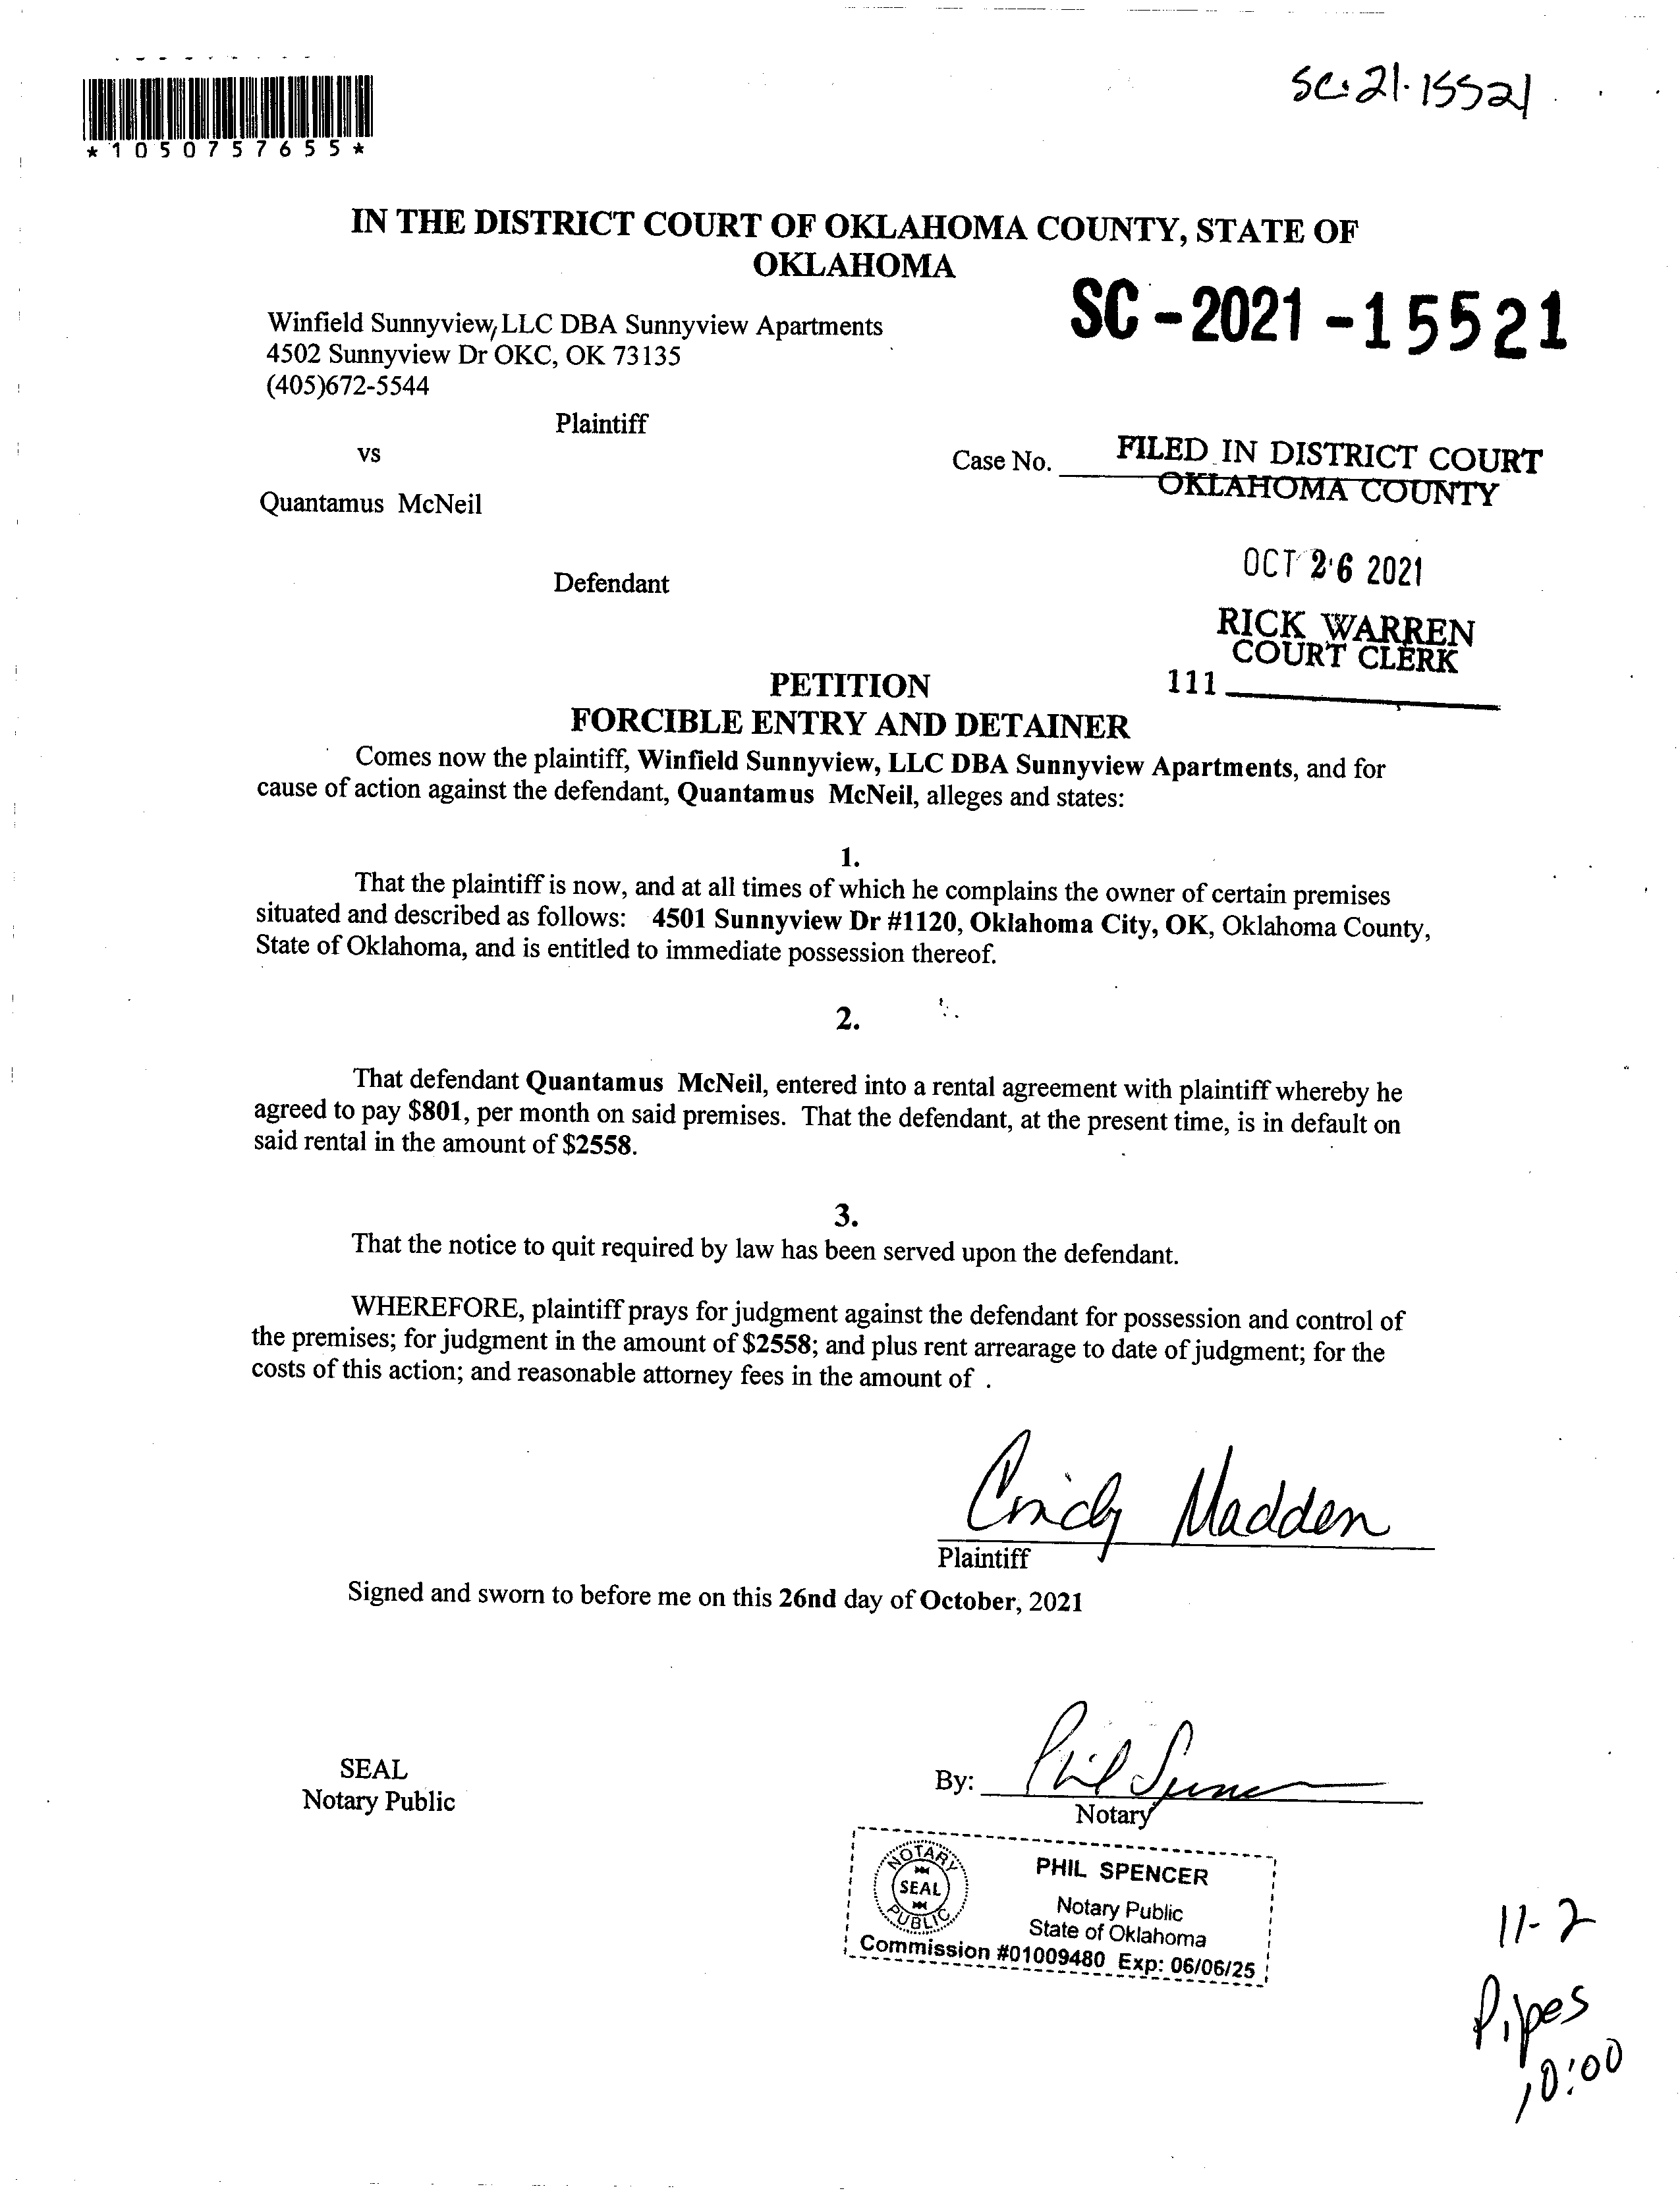 SC-21-15521
*1050757655*
IN THE DISTRICT COURT OF OKLAHOMA COUNTY, STATE OF
OKLAHOMA
SC-2021-15521
Winfield Sunnyview, LLC DBA Sunnyview Apartments
4502 Sunnyview Dr OKC, OK 73135
(405)672-5544
Plaintiff
vs
Case No.
FILED IN DISTRICT COURT
OKLAHOMA COUNTY
Quantamus McNeil
OCT 26 2021
Defendant
RICK WARREN
COURT CLERK
111
PETITION
FORCIBLE ENTRY AND DETAINER
Comes now the plaintiff, Winfield Sunnyview, LLC DBA Sunnyview Apartments, and for
cause of action against the defendant, Quantamus McNeil, alleges and states:
1.
That the plaintiff is now, and at all times of which he complains the owner of certain premises
situated and described as follows: 4501 Sunnyview Dr #1120, Oklahoma City, OK, Oklahoma County,
State of Oklahoma, and is entitled to immediate possession thereof.
2.
That defendant Quantamus McNeil, entered into a rental agreement with plaintiff whereby he
agreed to pay $801, per month on said premises. That the defendant, at the present time, is in default on
said rental in the amount of $2558.
3.
That the notice to quit required by law has been served upon the defendant.
WHEREFORE, plaintiff prays for judgment against the defendant for possession and control of
the premises; for judgment in the amount of $2558; and plus rent arrearage to date of judgment; for the
costs of this action; and reasonable attorney fees in the amount of .
Cindy Madden
Plaintiff
Signed and sworn to before me on this 26nd day of October, 2021
SEAL
Notary Public
By: Phil Spencer
Notary
NOTARY
SEAL
PUBLIC
PHIL SPENCER
Notary Public
State of Oklahoma
Commission #01009480 Exp: 06/06/25
11-2
Pipes
10:00